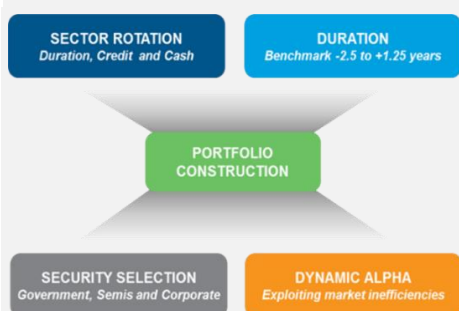 SECTOR ROTATION
Duration, Credit and Cash
DURATION
Benchmark -2.5 to +1.25 years
PORTFOLIO
CONSTRUCTION
SECURITY SELECTION
Government, Semis and Corporate
DYNAMIC ALPHA
Exploiting market inefficiencies